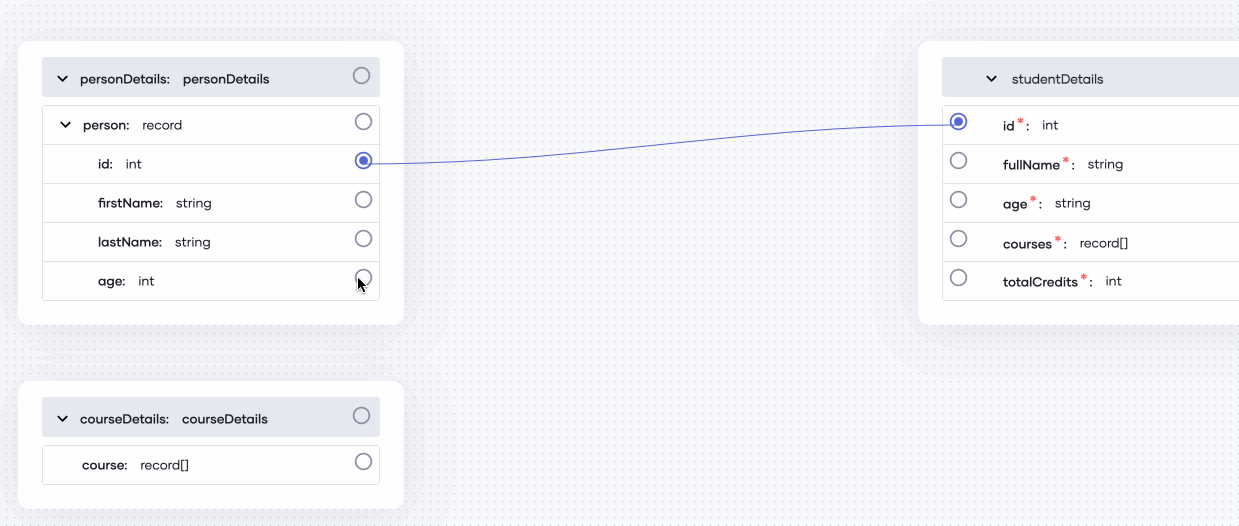 personDetails: personDetails
person: record
id: int
firstName: string
lastName: string
age: int
courseDetails: courseDetails
course: record[]
studentDetails
id*: int
fullName*: string
age*: string
courses*: record[]
totalCredits*: int